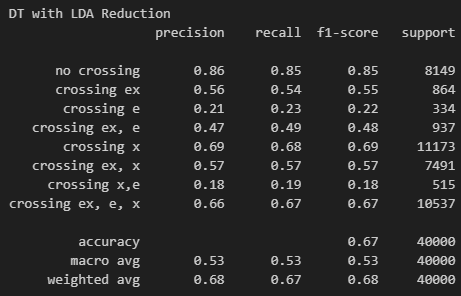 DT with LDA Reduction
precision recall f1-score support
no crossing 0.86 0.85 0.85 8149
crossing ex 0.56 0.54 0.55 864
crossing e 0.21 0.23 0.22 334
crossing ex, e 0.47 0.49 0.48 937
crossing x 0.69 0.68 0.69 11173
crossing ex, x 0.57 0.57 0.57 7491
crossing x,e 0.18 0.19 0.18 515
crossing ex, e, x 0.66 0.67 0.67 10537
accuracy 0.67 40000
macro avg 0.53 0.53 0.53 40000
weighted avg 0.68 0.67 0.68 40000